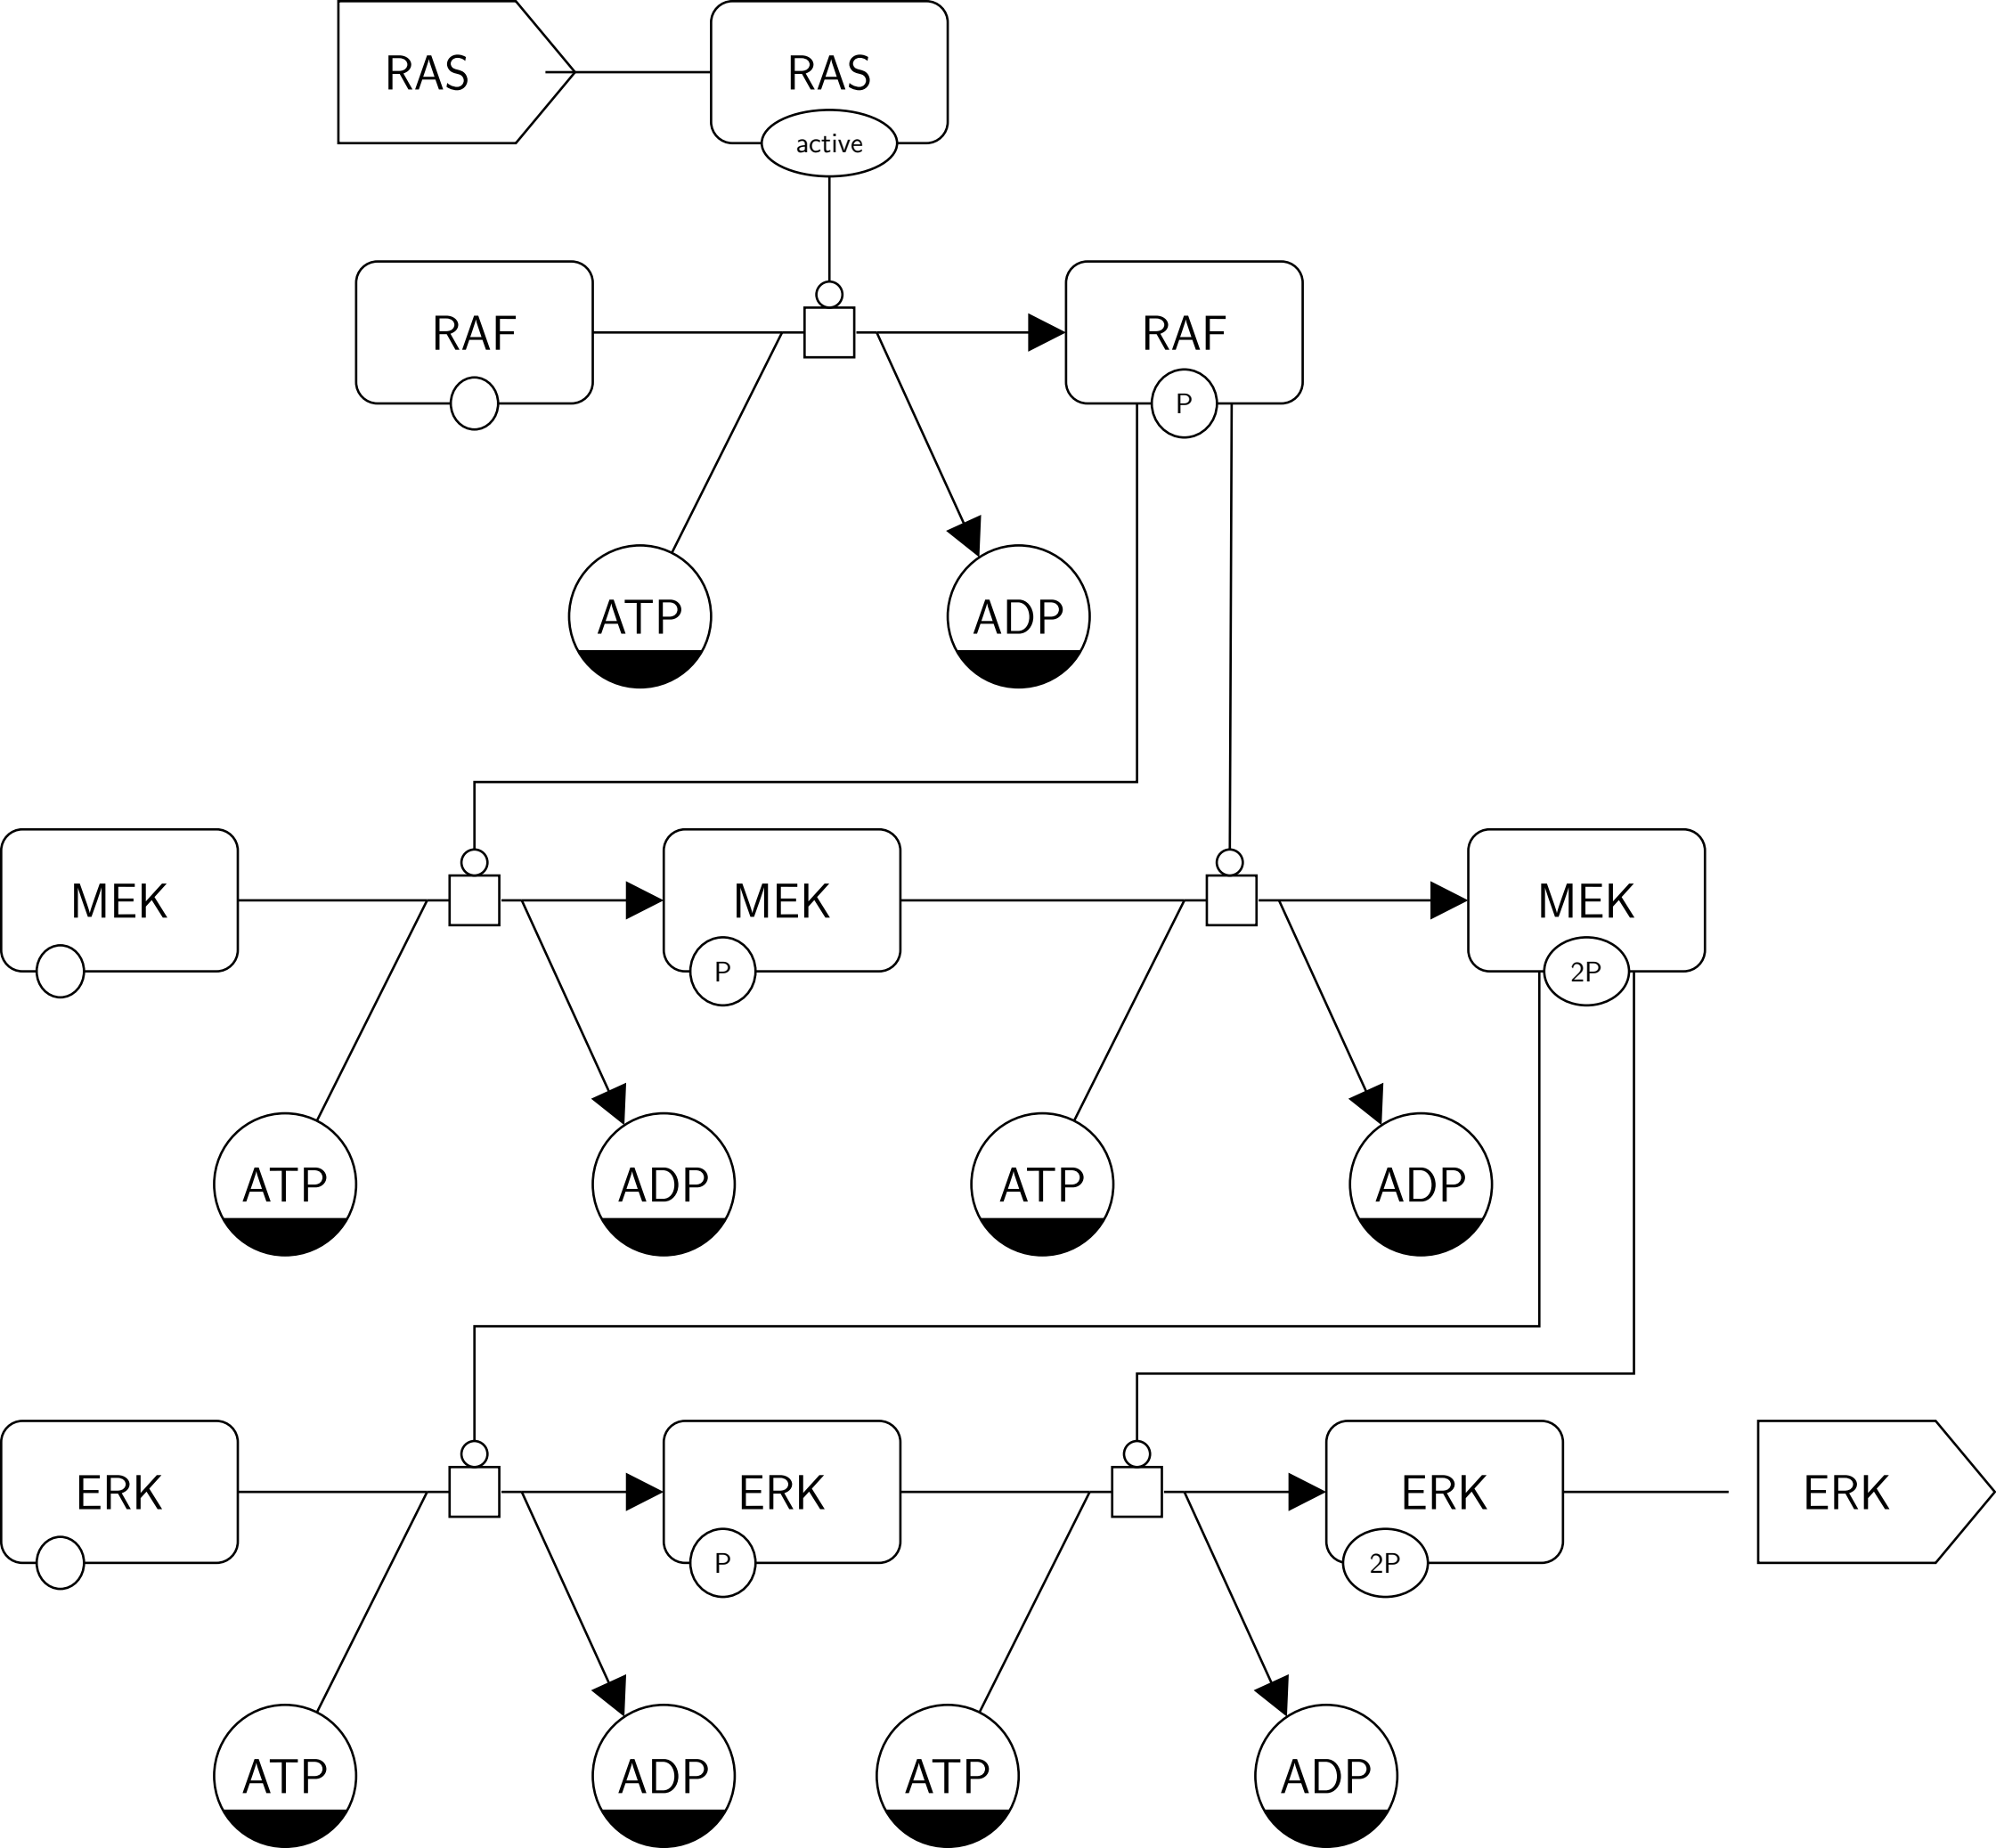 RAS
RAS
active
RAF
RAF
P
ATP
ADP
MEK
MEK
P
MEK
2P
ATP
ADP
ATP
ADP
ERK
ERK
P
ERK
2P
ERK
ATP
ADP
ATP
ADP